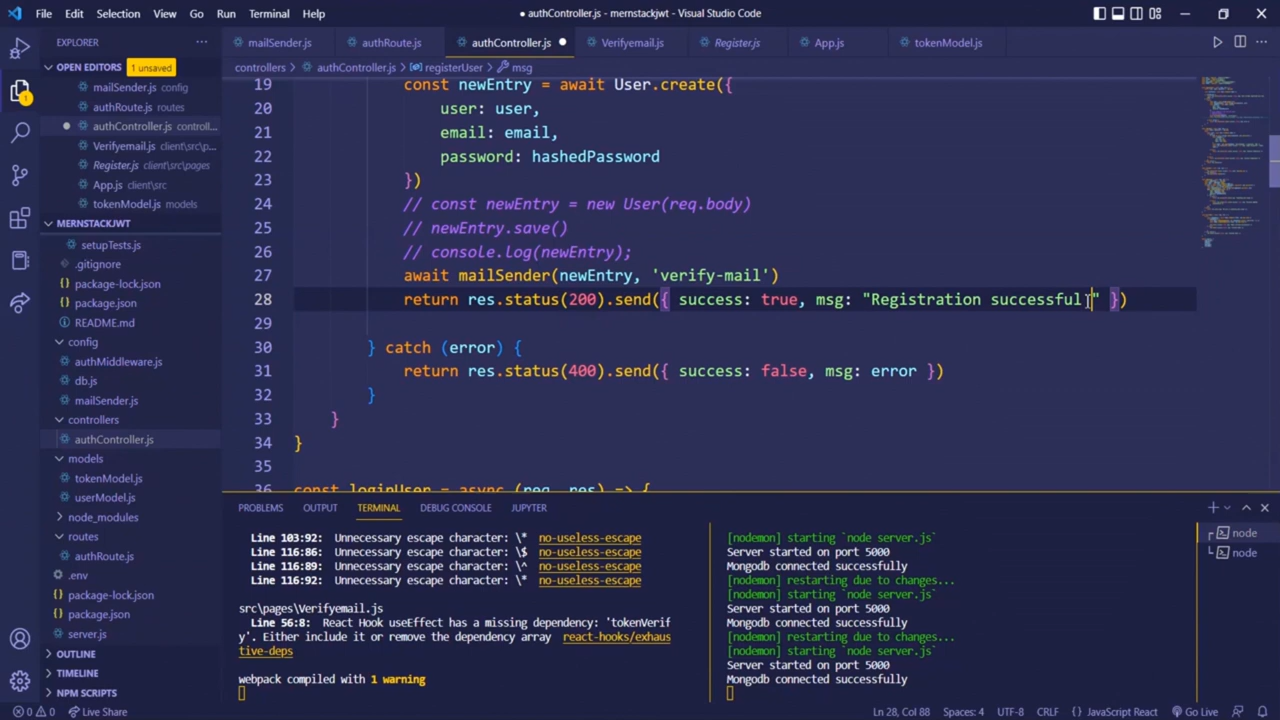 File Edit Selection View Go Run Terminal Help
● authController.js - mernstackjwt - Visual Studio Code
EXPLORER
mailSender.js authRoute.js authController.js Verifyemail.js Register.js App.js tokenModel.js
OPEN EDITORS 1 unsaved
controllers > authController.js > registerUser > msg
mailSender.js config
authRoute.js routes
authController.js controll...
Verifyemail.js client\src\p...
Register.js client\src\pages
App.js client\src
tokenModel.js models
MERNSTACKJWT
setupTests.js
.gitignore
package-lock.json
package.json
README.md
config
authMiddleware.js
db.js
mailSender.js
controllers
authController.js
models
tokenModel.js
userModel.js
node_modules
routes
authRoute.js
.env
package-lock.json
package.json
server.js
OUTLINE
TIMELINE
NPM SCRIPTS
19 const newEntry = await User.create({
20 user: user,
21 email: email,
22 password: hashedPassword
23 })
24 // const newEntry = new User(req.body)
25 // newEntry.save()
26 // console.log(newEntry);
27 await mailSender(newEntry, 'verify-mail')
28 return res.status(200).send({ success: true, msg: "Registration successful" })
29
30 } catch (error) {
31 return res.status(400).send({ success: false, msg: error })
32 }
33 }
34 }
35
36 const loginUser = async (req, res) => {
PROBLEMS OUTPUT TERMINAL DEBUG CONSOLE JUPYTER
Line 103:92: Unnecessary escape character: \* no-useless-escape
Line 116:86: Unnecessary escape character: \$ no-useless-escape
Line 116:89: Unnecessary escape character: \^ no-useless-escape
Line 116:92: Unnecessary escape character: \* no-useless-escape
src\pages\Verifyemail.js
Line 56:8: React Hook useEffect has a missing dependency: 'tokenVerif
y'. Either include it or remove the dependency array react-hooks/exhaus
tive-deps
webpack compiled with 1 warning
[nodemon] starting `node server.js`
Server started on port 5000
Mongodb connected successfully
[nodemon] restarting due to changes...
[nodemon] starting `node server.js`
Server started on port 5000
Mongodb connected successfully
[nodemon] restarting due to changes...
[nodemon] starting `node server.js`
Server started on port 5000
Mongodb connected successfully
node
node
0 0 Live Share
Ln 28, Col 88 Spaces: 4 UTF-8 CRLF {} JavaScript React Go Live